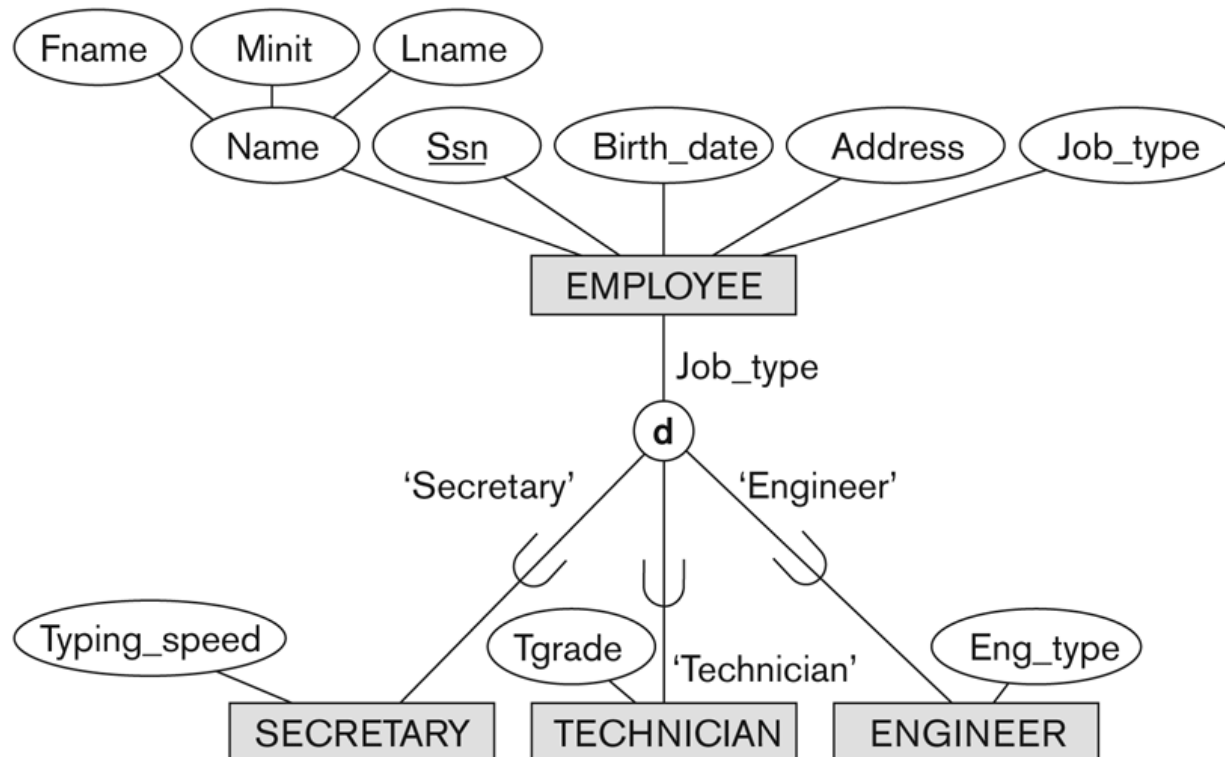 Fname
Minit
Lname
Name
Ssn
Birth_date
Address
Job_type
EMPLOYEE
Job_type
d
‘Secretary’
‘Engineer’
Typing_speed
Tgrade
‘Technician’
Eng_type
SECRETARY
TECHNICIAN
ENGINEER